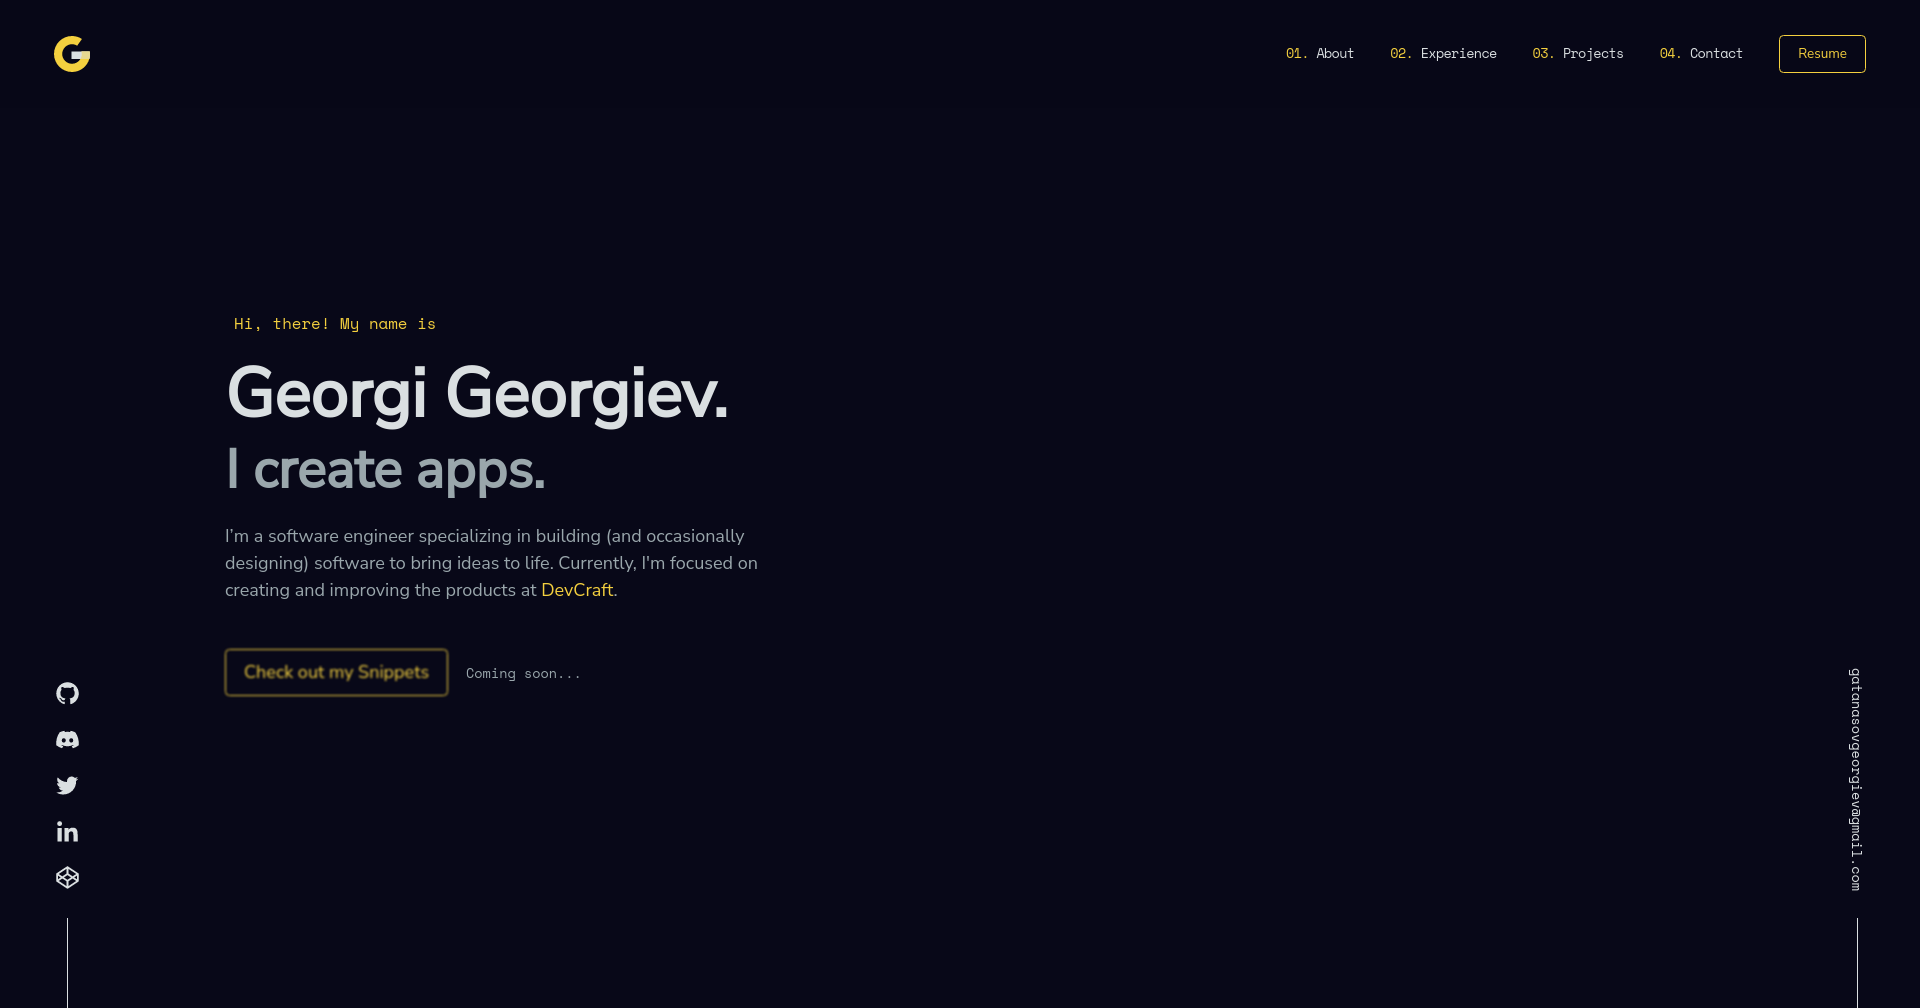 01. About
02. Experience
03. Projects
04. Contact
Resume
Hi, there! My name is
Georgi Georgiev.
I create apps.
I'm a software engineer specializing in building (and occasionally
designing) software to bring ideas to life. Currently, I'm focused on
creating and improving the products at DevCraft.
Check out my Snippets
Coming soon...
gatanasovgeorgiev@gmail.com